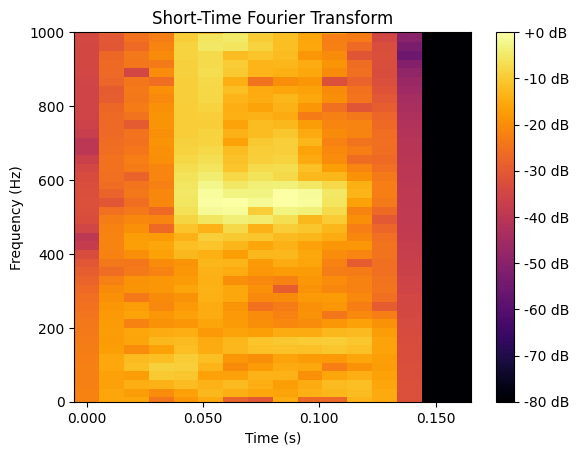 Short-Time Fourier Transform
Frequency (Hz)
1000
800
600
400
200
0
0.000
0.050
0.100
0.150
Time (s)
+0 dB
-10 dB
-20 dB
-30 dB
-40 dB
-50 dB
-60 dB
-70 dB
-80 dB